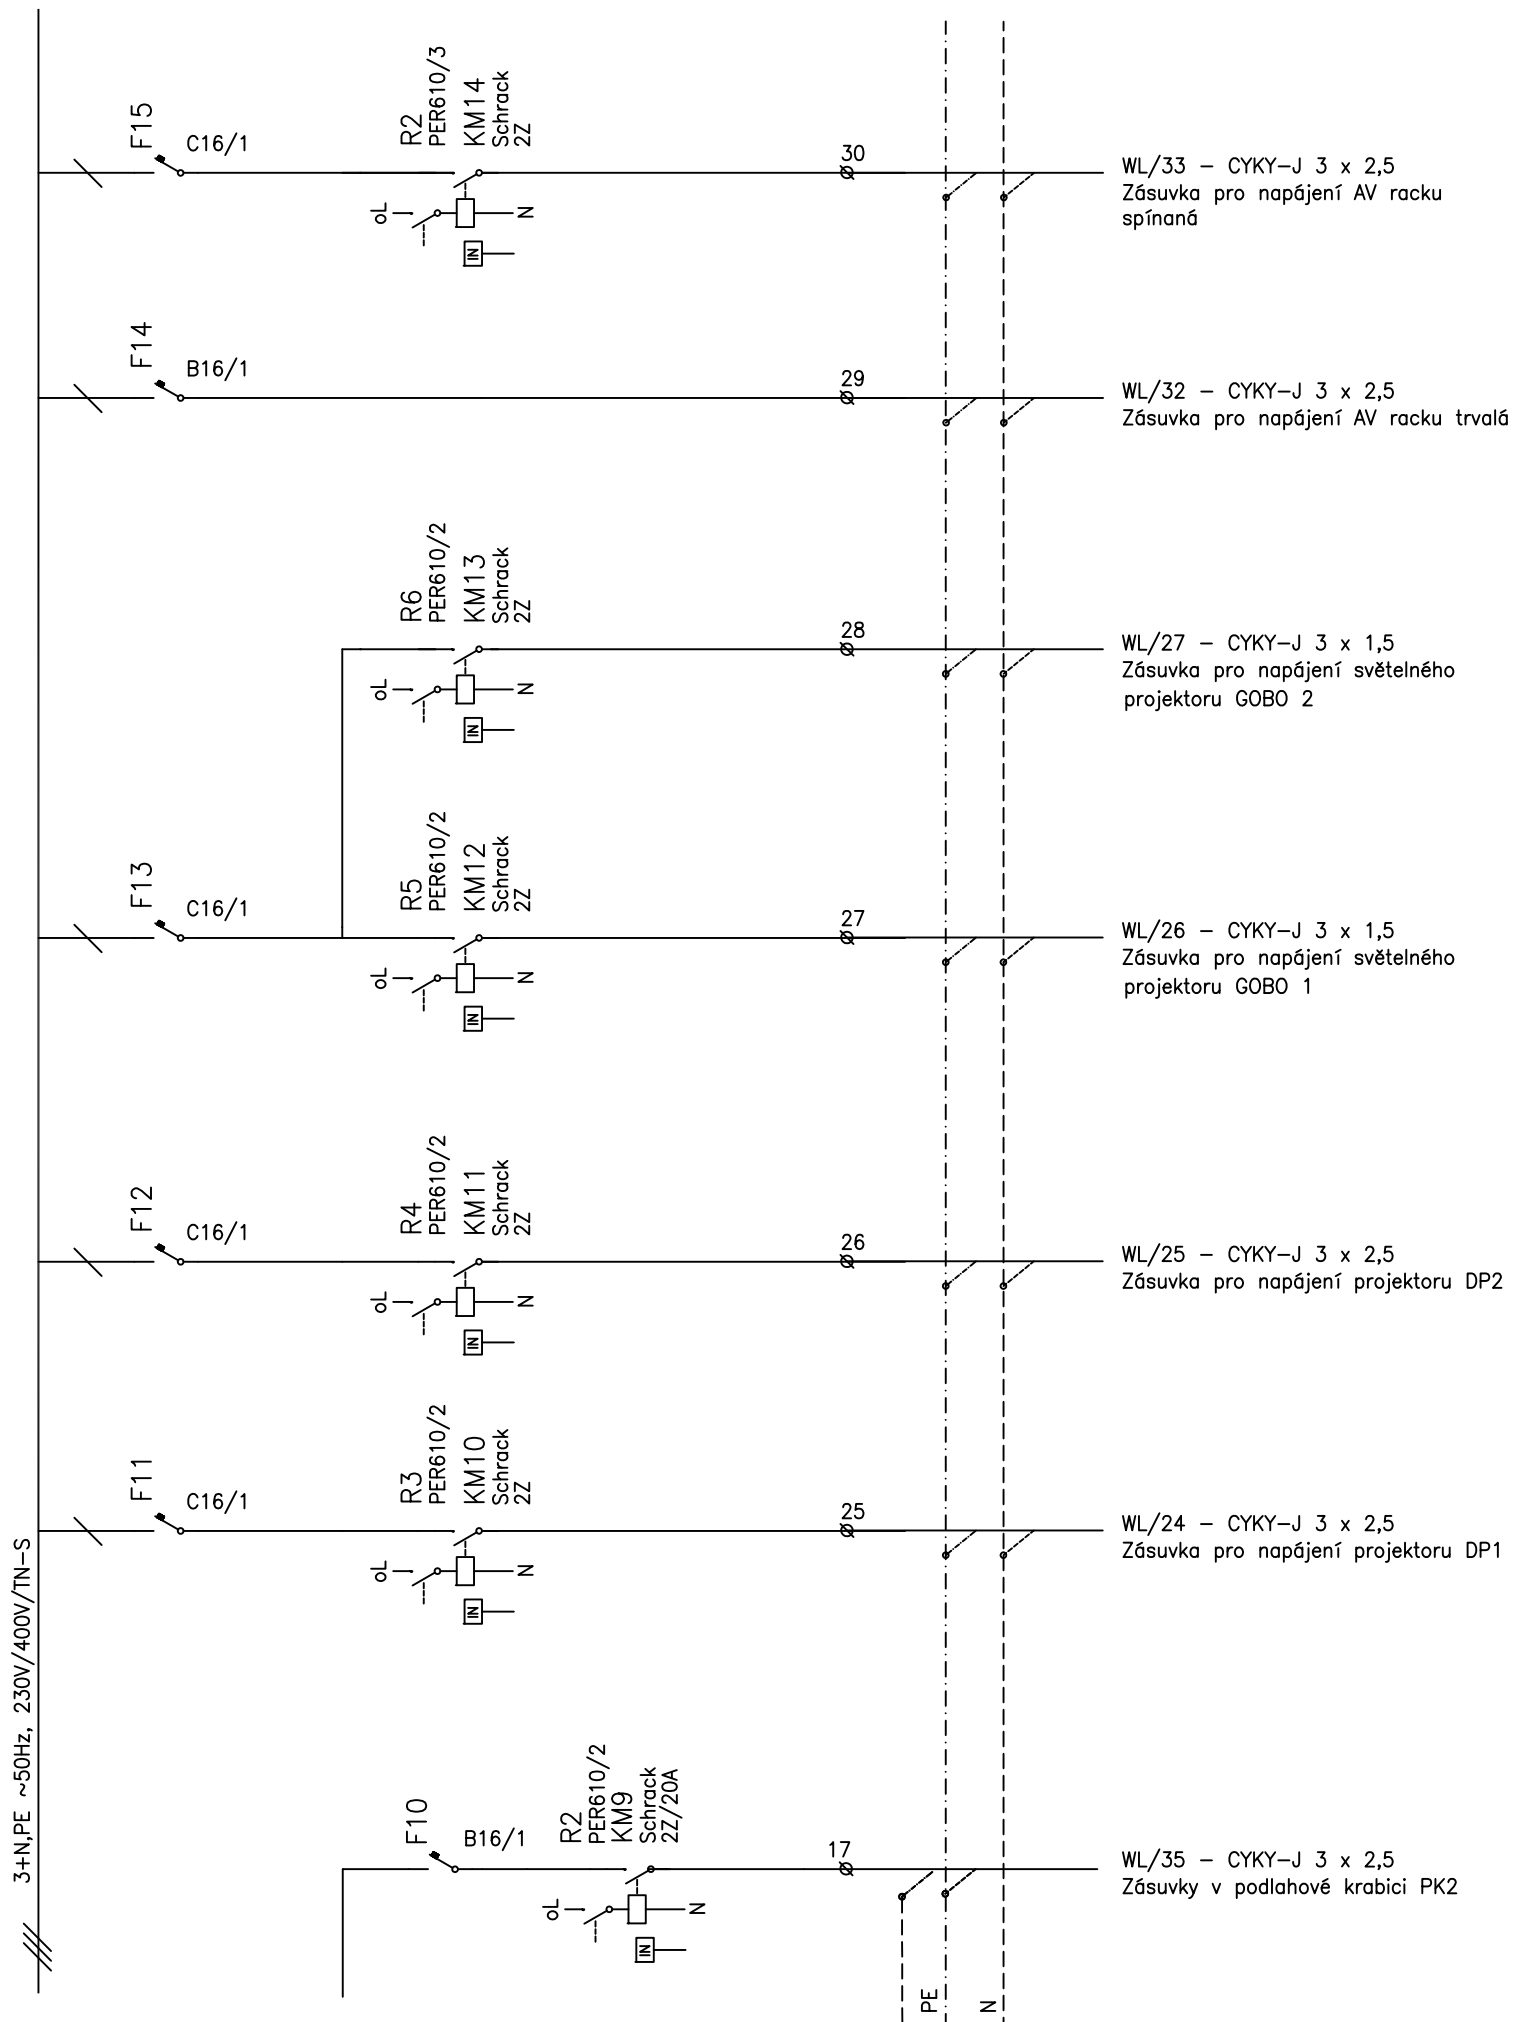 F15
C16/1
R2
PER610/3
KM14
Schrack
2Z
oL
N
IN
30
WL/33 – CYKY–J 3 x 2,5
Zásuvka pro napájení AV racku
spínaná
F14
B16/1
29
WL/32 – CYKY–J 3 x 2,5
Zásuvka pro napájení AV racku trvalá
R6
PER610/2
KM13
Schrack
2Z
oL
N
IN
28
WL/27 – CYKY–J 3 x 1,5
Zásuvka pro napájení světelného
projektoru GOBO 2
F13
C16/1
R5
PER610/2
KM12
Schrack
2Z
oL
N
IN
27
WL/26 – CYKY–J 3 x 1,5
Zásuvka pro napájení světelného
projektoru GOBO 1
F12
C16/1
R4
PER610/2
KM11
Schrack
2Z
oL
N
IN
26
WL/25 – CYKY–J 3 x 2,5
Zásuvka pro napájení projektoru DP2
F11
C16/1
R3
PER610/2
KM10
Schrack
2Z
oL
N
IN
25
WL/24 – CYKY–J 3 x 2,5
Zásuvka pro napájení projektoru DP1
3+N,PE ~50Hz, 230V/400V/TN–S
F10
B16/1
R2
PER610/2
KM9
Schrack
2Z/20A
oL
N
IN
17
WL/35 – CYKY–J 3 x 2,5
Zásuvky v podlahové krabici PK2
PE
N